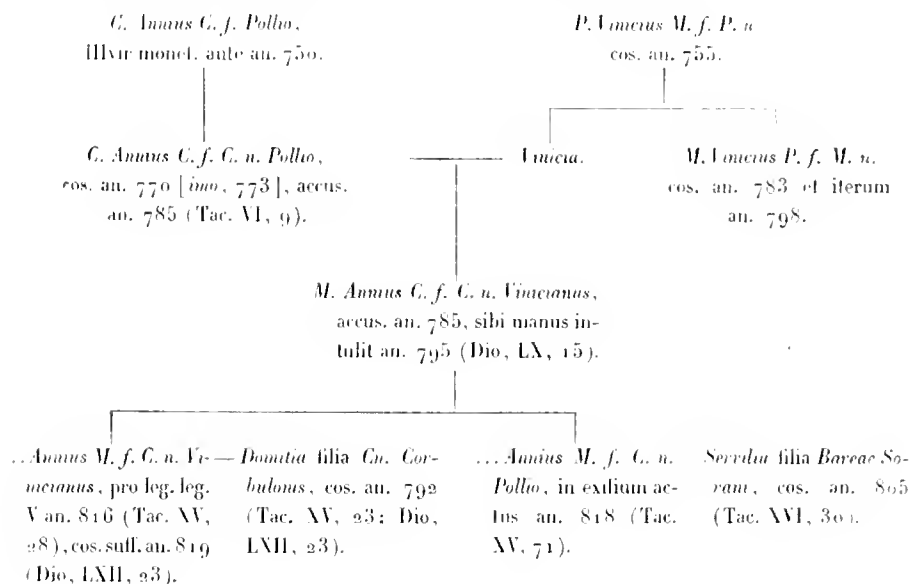 C. Annius C. f. Pollio,
IIIvir monet. ante an. 750.
P. Vinicius M. f. P. n
cos. an. 755.
C. Annius C. f. C. n. Pollio,
cos. an. 770 [imo, 773], accus.
an. 785 (Tac. VI, 9).
Vinicia.
M. Vinicius P. f. M. n.
cos. an. 783 et iterum
an. 798.
M. Annius C. f. C. n. Vinicianus,
accus. an. 785, sibi manus in-
tulit an. 795 (Dio, LX, 15).
...Annius M. f. C. n. Vi-
nicianus, pro leg. leg.
V an. 816 (Tac. XV,
28), cos. suff. an. 819
(Dio, LXII, 23).
Domitia filia Cn. Cor-
bulonis, cos. an. 792
(Tac. XV, 23; Dio,
LXII, 23).
...Annius M. f. C. n.
Pollio, in exilium ac-
tus an. 818 (Tac.
XV, 71).
Servilia filia Bareae So-
rani, cos. an. 805
(Tac. XVI, 30).